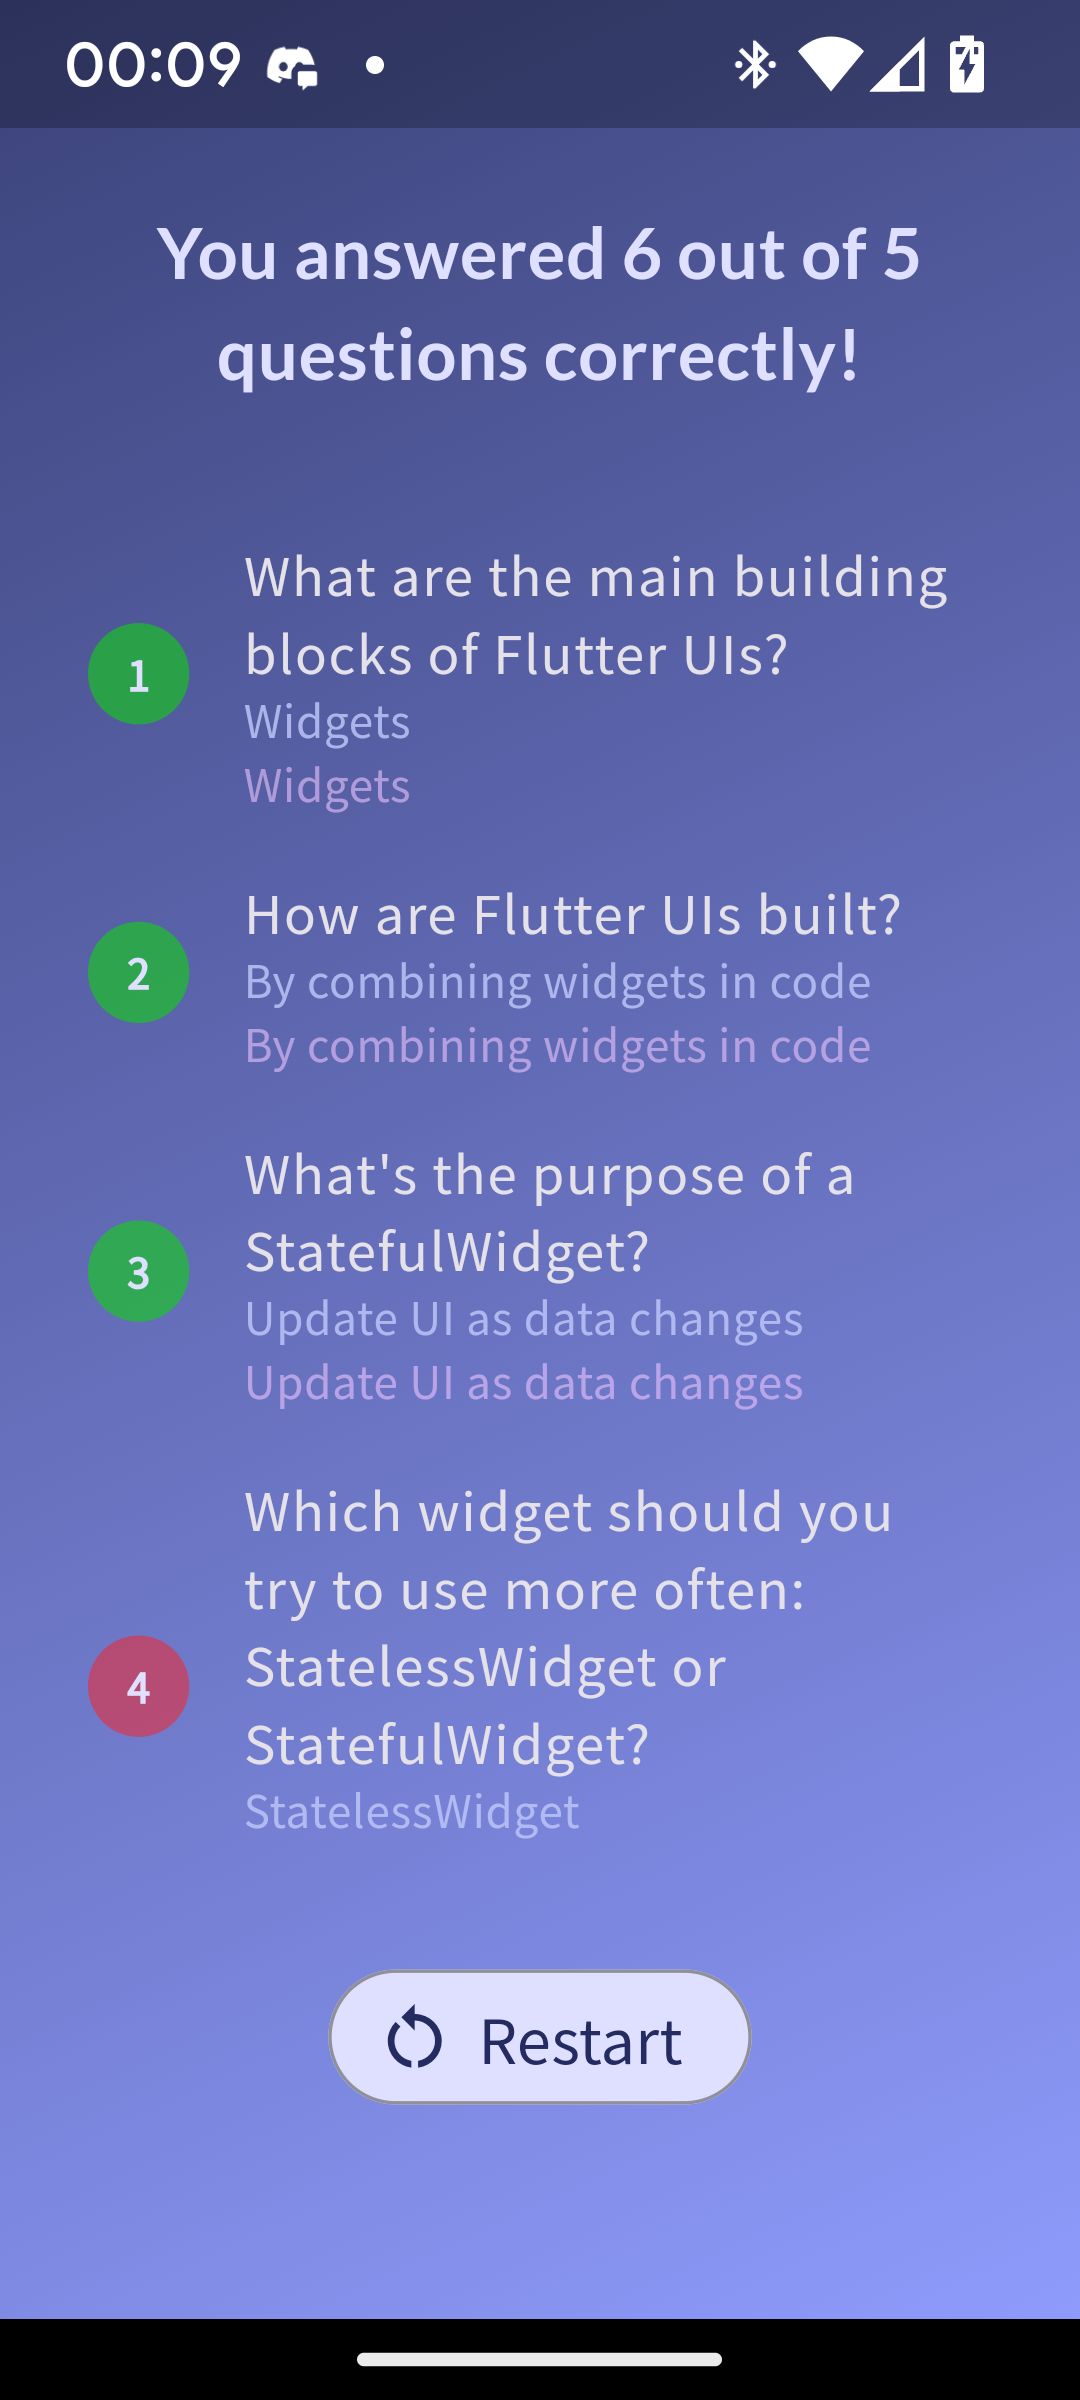 00:09
You answered 6 out of 5
questions correctly!
What are the main building
blocks of Flutter UIs?
1
Widgets
Widgets
How are Flutter UIs built?
2
By combining widgets in code
By combining widgets in code
What's the purpose of a
StatefulWidget?
3
Update UI as data changes
Update UI as data changes
Which widget should you
try to use more often:
StatelessWidget or
4
StatefulWidget?
StatelessWidget
Restart